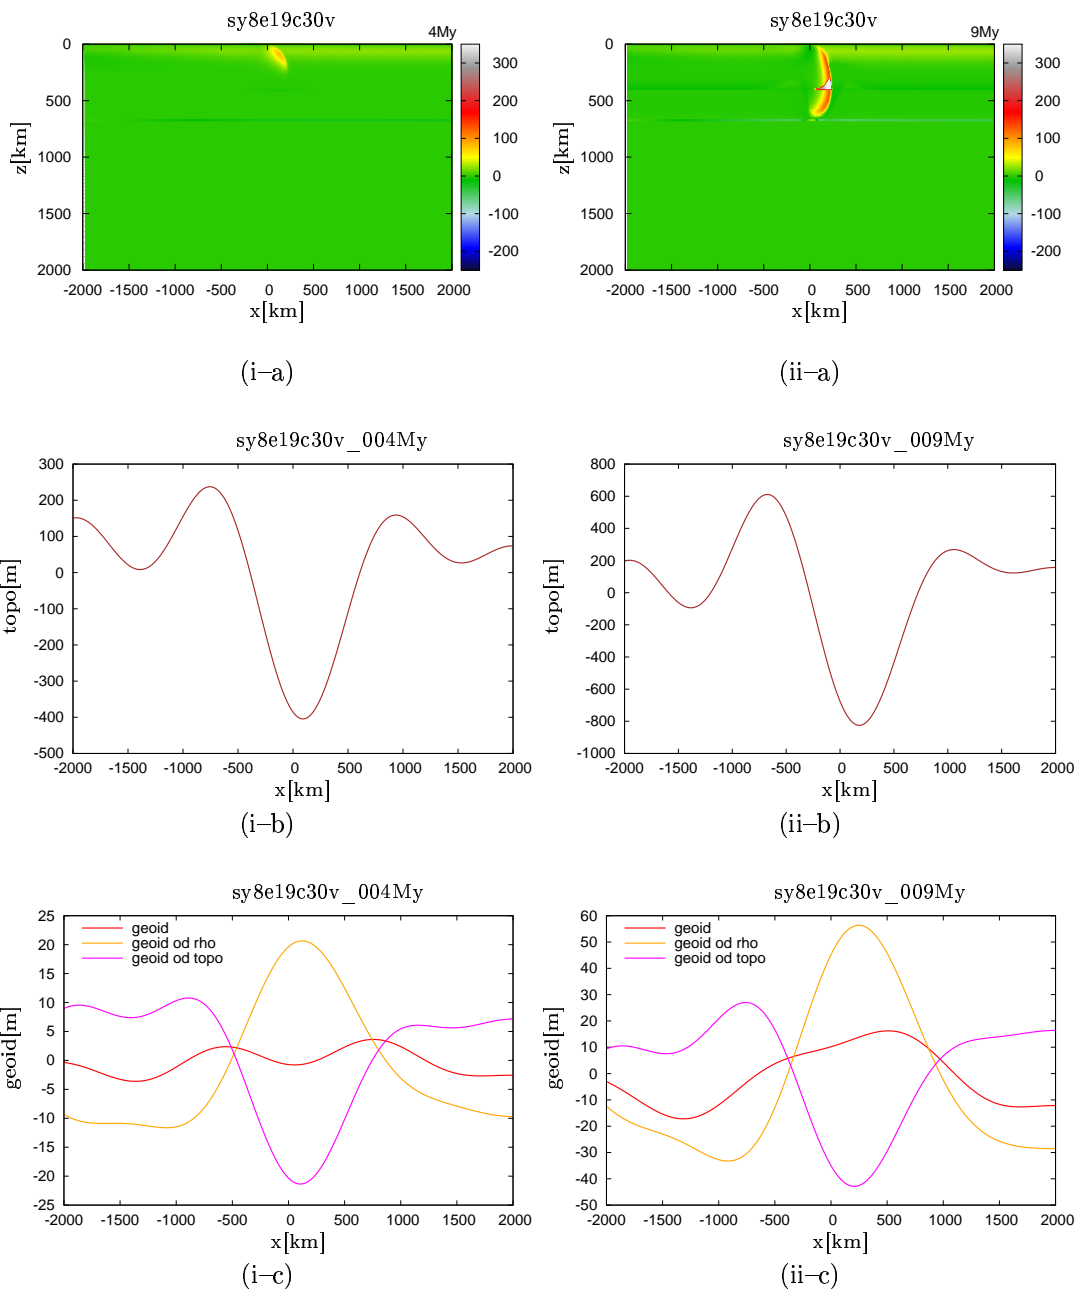 sy8e19c30v
4My
0
500
1000
1500
2000
z[km]
-2000 -1500 -1000 -500 0 500 1000 1500 2000
x[km]
300
200
100
0
-100
-200
(i–a)
sy8e19c30v
9My
0
500
1000
1500
2000
z[km]
-2000 -1500 -1000 -500 0 500 1000 1500 2000
x[km]
300
200
100
0
-100
-200
(ii–a)
sy8e19c30v_004My
300
200
100
0
-100
-200
-300
-400
-500
topo[m]
-2000 -1500 -1000 -500 0 500 1000 1500 2000
x[km]
(i–b)
sy8e19c30v_009My
800
600
400
200
0
-200
-400
-600
-800
-1000
topo[m]
-2000 -1500 -1000 -500 0 500 1000 1500 2000
x[km]
(ii–b)
sy8e19c30v_004My
25
20
15
10
5
0
-5
-10
-15
-20
-25
geoid[m]
geoid
geoid od rho
geoid od topo
-2000 -1500 -1000 -500 0 500 1000 1500 2000
x[km]
(i–c)
sy8e19c30v_009My
60
50
40
30
20
10
0
-10
-20
-30
-40
-50
geoid[m]
geoid
geoid od rho
geoid od topo
-2000 -1500 -1000 -500 0 500 1000 1500 2000
x[km]
(ii–c)